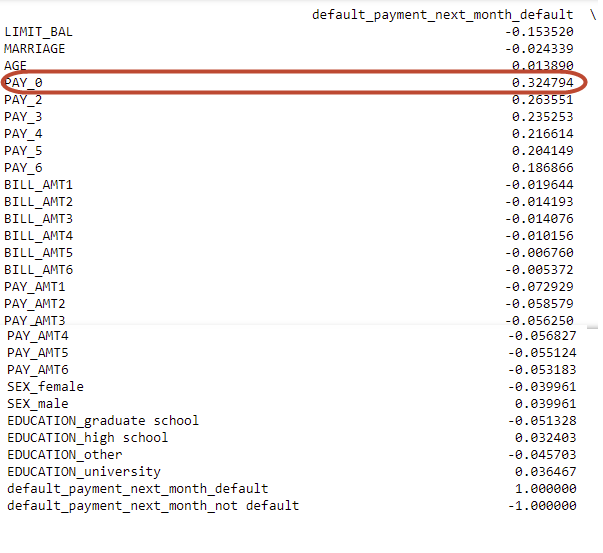 default_payment_next_month_default \
LIMIT_BAL -0.153520
MARRIAGE -0.024339
AGE 0.013890
PAY_0 0.324794
PAY_2 0.263551
PAY_3 0.235253
PAY_4 0.216614
PAY_5 0.204149
PAY_6 0.186866
BILL_AMT1 -0.019644
BILL_AMT2 -0.014193
BILL_AMT3 -0.014076
BILL_AMT4 -0.010156
BILL_AMT5 -0.006760
BILL_AMT6 -0.005372
PAY_AMT1 -0.072929
PAY_AMT2 -0.058579
PAY_AMT3 -0.056250
PAY_AMT4 -0.056827
PAY_AMT5 -0.055124
PAY_AMT6 -0.053183
SEX_female -0.039961
SEX_male 0.039961
EDUCATION_graduate school -0.051328
EDUCATION_high school 0.032403
EDUCATION_other -0.045703
EDUCATION_university 0.036467
default_payment_next_month_default 1.000000
default_payment_next_month_not default -1.000000